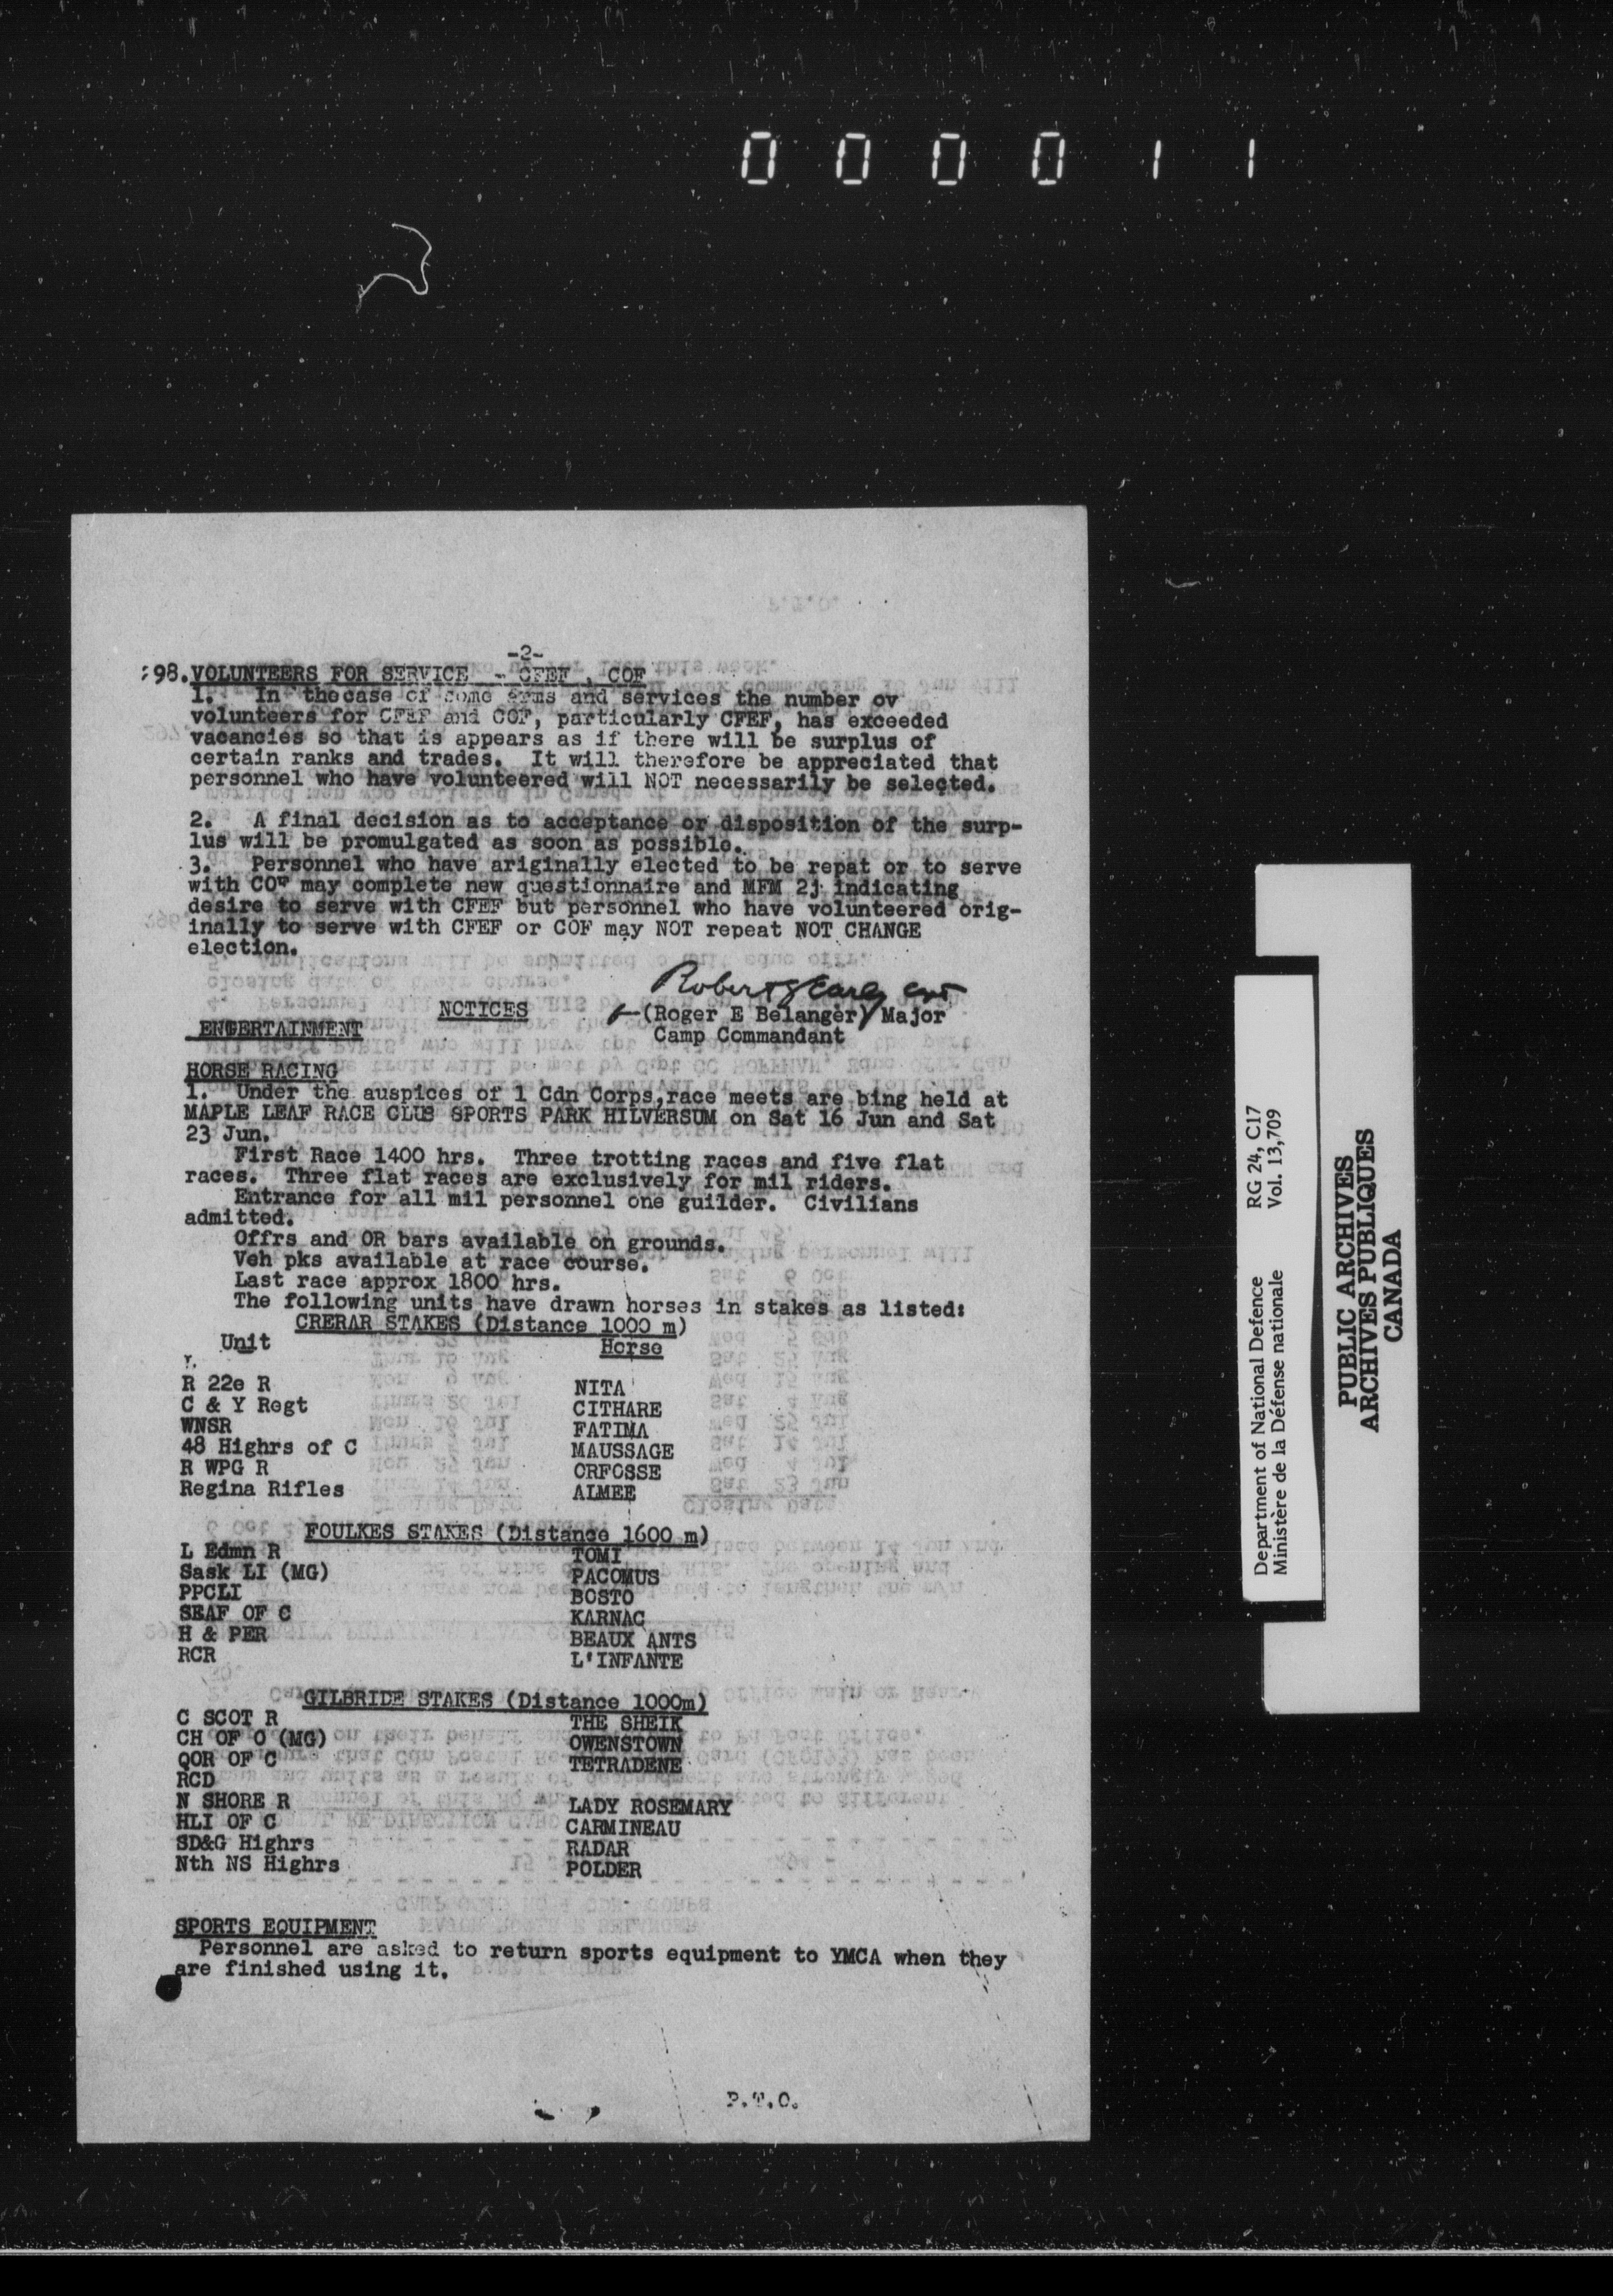 000011
-2-
298. VOLUNTEERS FOR SERVICE - CFEF , COF
1. In thecase of some arms and services the number ov
volunteers for CFEF and COF, particularly CFEF, has exceeded
vacancies so that is appears as if there will be surplus of
certain ranks and trades. It will therefore be appreciated that
personnel who have volunteered will NOT necessarily be selected.
2. A final decision as to acceptance or disposition of the surp-
lus will be promulgated as soon as possible.
3. Personnel who have ariginally elected to be repat or to serve
with COF may complete new questionnaire and MFM 2j indicating
desire to serve with CFEF but personnel who have volunteered orig-
inally to serve with CFEF or COF may NOT repeat NOT CHANGE
election.
NOTICES
(Roger E Belanger) Major
ENGERTAINMENT
Camp Commandant
HORSE RACING
1. Under the auspices of 1 Cdn Corps,race meets are bing held at
MAPLE LEAF RACE CLUB SPORTS PARK HILVERSUM on Sat 16 Jun and Sat
23 Jun.
First Race 1400 hrs. Three trotting races and five flat
races. Three flat races are exclusively for mil riders.
Entrance for all mil personnel one guilder. Civilians
admitted.
Offrs and OR bars available on grounds.
Veh pks available at race course.
Last race approx 1800 hrs.
The following units have drawn horses in stakes as listed:
CRERAR STAKES (Distance 1000 m)
Unit Horse
R 22e R NITA
C & Y Regt CITHARE
WNSR FATIMA
48 Highrs of C MAUSSAGE
R WPG R ORFOSSE
Regina Rifles ALMEE
FOULKES STAKES (Distance 1600 m)
L Edmn R TOMI
Sask LI (MG) PACOMUS
PPCLI BOSTO
SEAF OF C KARNAC
H & PER BEAUX ANTS
RCR L'INFANTE
GILBRIDE STAKES (Distance 1000m)
C SCOT R THE SHEIK
CH OF O (MG) OWENSTOWN
QOR OF C TETRADENE
RCD
N SHORE R LADY ROSEMARY
HLI OF C CARMINEAU
SD&G Highrs RADAR
Nth NS Highrs POLDER
SPORTS EQUIPMENT
Personnel are asked to return sports equipment to YMCA when they
are finished using it.
P.T.O.
Department of National Defence RG 24, C17
Ministère de la Défense nationale Vol. 13,709
PUBLIC ARCHIVES
ARCHIVES PUBLIQUES
CANADA